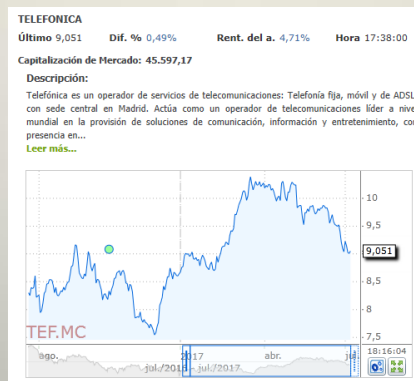 TELEFONICA
Último 9,051 Dif. % 0,49% Rent. del a. 4,71% Hora 17:38:00
Capitalización de Mercado: 45.597,17
Descripción:
Telefónica es un operador de servicios de telecomunicaciones: Telefonía fija, móvil y de ADSL
con sede central en Madrid. Actúa como un operador de telecomunicaciones líder a nive
mundial en la provisión de soluciones de comunicación, información y entretenimiento, con
presencia en...
Leer más...
10
9,5
9,051
8,5
8
7,5
TEF.MC
ago. 2017 abr. jul.
jul./2016 - jul./2017
18:16:04